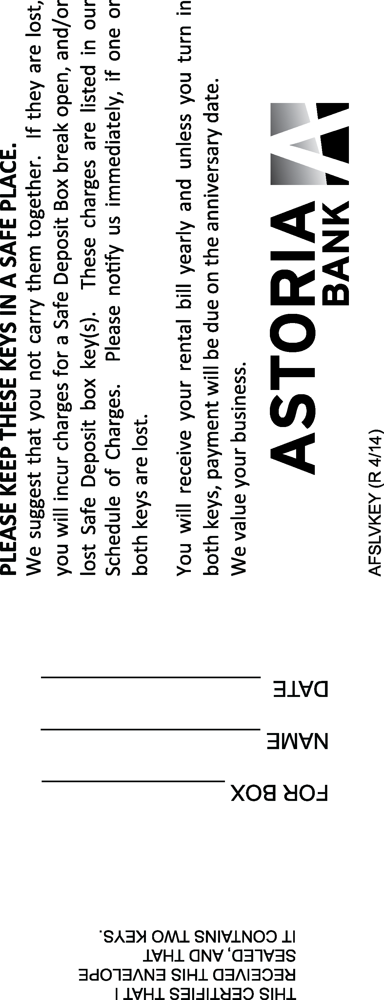 PLEASE KEEP THESE KEYS IN A SAFE PLACE.
We suggest that you not carry them together. If they are lost,
you will incur charges for a Safe Deposit Box break open, and/or
lost Safe Deposit box key(s). These charges are listed in our
Schedule of Charges. Please notify us immediately, if one or
both keys are lost.
You will receive your rental bill yearly and unless you turn in
both keys, payment will be due on the anniversary date.
We value your business.
ASTORIA
BANK
AFSLVKEY (R 4/14)
THIS CERTIFIES THAT I
RECEIVED THIS ENVELOPE
SEALED, AND THAT
IT CONTAINS TWO KEYS.
FOR BOX
NAME
DATE